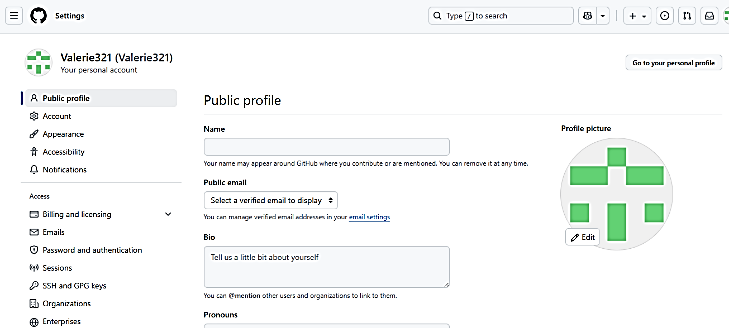 Settings
Type / to search
Valerie321 (Valerie321)
Your personal account
Go to your personal profile
Public profile
Account
Appearance
Accessibility
Notifications
Access
Billing and licensing
Emails
Password and authentication
Sessions
SSH and GPG keys
Organizations
Enterprises
Public profile
Name
Your name may appear around GitHub where you contribute or are mentioned. You can remove it at any time.
Public email
Select a verified email to display
You can manage verified email addresses in your email settings
Bio
Tell us a little bit about yourself
You can @mention other users and organizations to link to them.
Pronouns
Profile picture
Edit